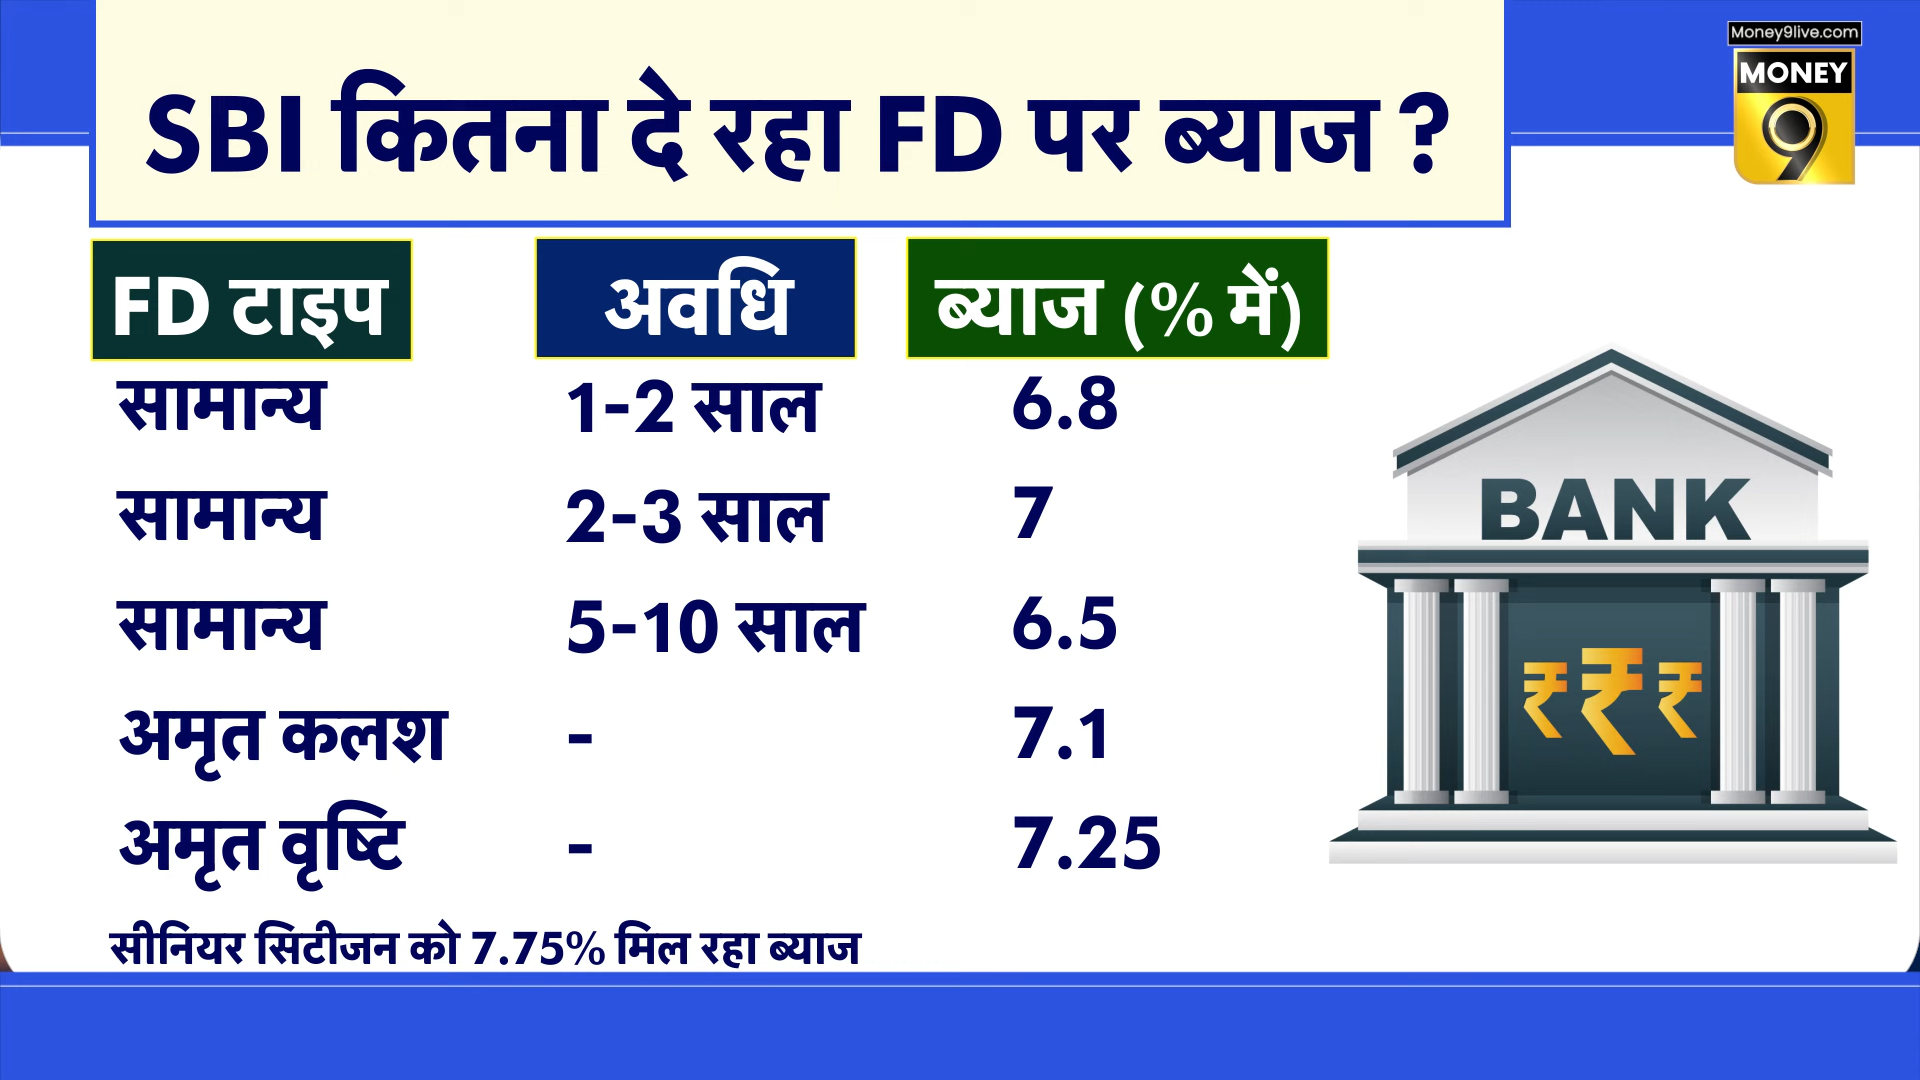 SBI कितना दे रहा FD पर ब्याज ?
Money9live.com
MONEY
9
FD टाइप अवधि ब्याज (% में)
सामान्य 1-2 साल 6.8
सामान्य 2-3 साल 7
सामान्य 5-10 साल 6.5
अमृत कलश - 7.1
अमृत वृष्टि - 7.25
सीनियर सिटीजन को 7.75% मिल रहा ब्याज
BANK
₹ ₹ ₹